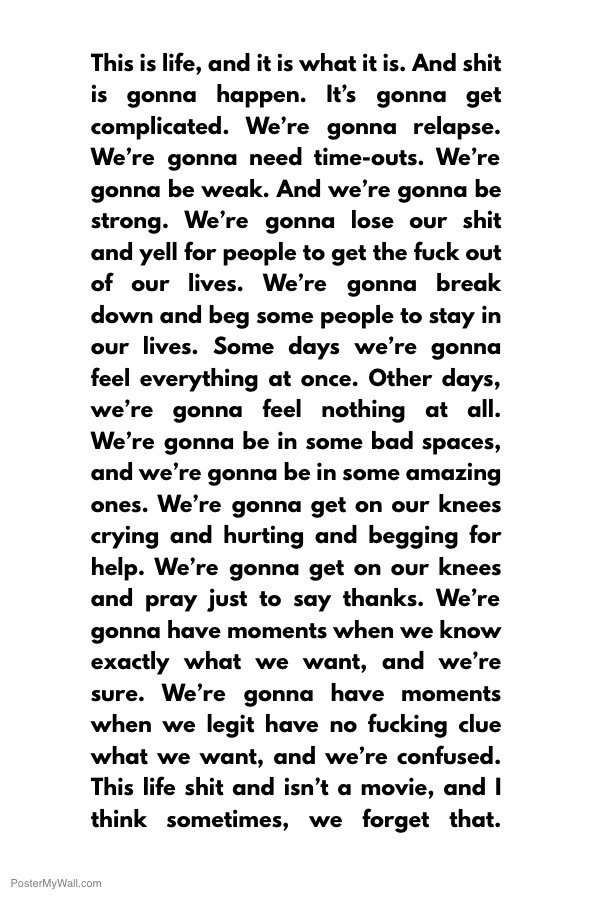 This is life, and it is what it is. And shit
is gonna happen. It’s gonna get
complicated. We’re gonna relapse.
We’re gonna need time-outs. We’re
gonna be weak. And we’re gonna be
strong. We’re gonna lose our shit
and yell for people to get the fuck out
of our lives. We’re gonna break
down and beg some people to stay in
our lives. Some days we’re gonna
feel everything at once. Other days,
we’re gonna feel nothing at all.
We’re gonna be in some bad spaces,
and we’re gonna be in some amazing
ones. We’re gonna get on our knees
crying and hurting and begging for
help. We’re gonna get on our knees
and pray just to say thanks. We’re
gonna have moments when we know
exactly what we want, and we’re
sure. We’re gonna have moments
when we legit have no fucking clue
what we want, and we’re confused.
This life shit and isn’t a movie, and I
think sometimes, we forget that.
PosterMyWall.com